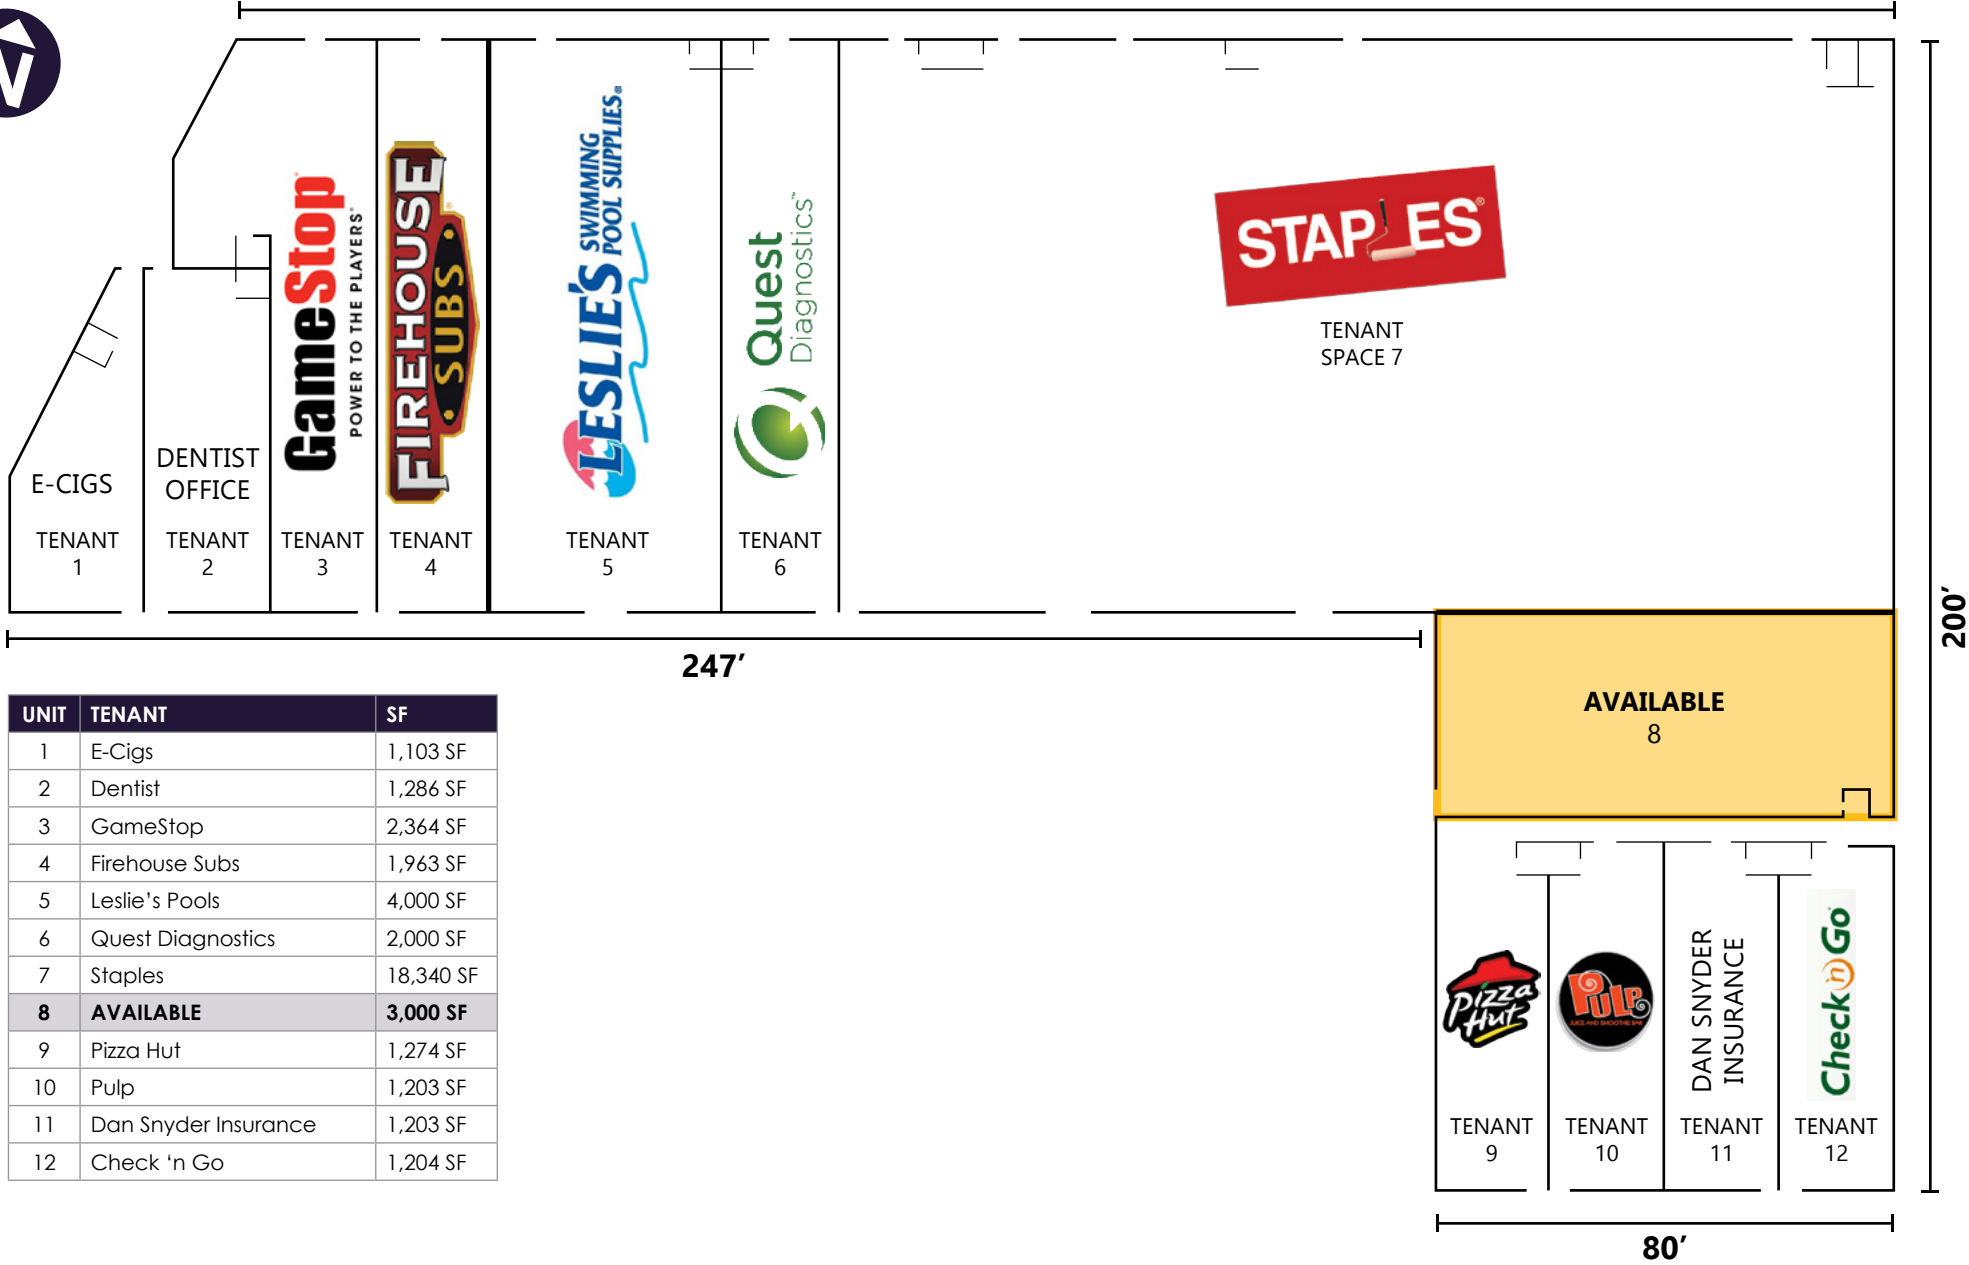 N
GameStop
POWER TO THE PLAYERS
FIREHOUSE
SUBS
LESLIE'S
SWIMMING
POOL SUPPLIES
Quest
Diagnostics™
STAPLES®
TENANT
SPACE 7
E-CIGS
DENTIST
OFFICE
TENANT
1
TENANT
2
TENANT
3
TENANT
4
TENANT
5
TENANT
6
247’
200’
AVAILABLE
8
UNIT TENANT SF
1 E-Cigs 1,103 SF
2 Dentist 1,286 SF
3 GameStop 2,364 SF
4 Firehouse Subs 1,963 SF
5 Leslie’s Pools 4,000 SF
6 Quest Diagnostics 2,000 SF
7 Staples 18,340 SF
8 AVAILABLE 3,000 SF
9 Pizza Hut 1,274 SF
10 Pulp 1,203 SF
11 Dan Snyder Insurance 1,203 SF
12 Check ‘n Go 1,204 SF
Pizza
Hut
PULP
JUICE AND SMOOTHIE BAR
DAN SNYDER
INSURANCE
Check 'n Go
TENANT
9
TENANT
10
TENANT
11
TENANT
12
80’